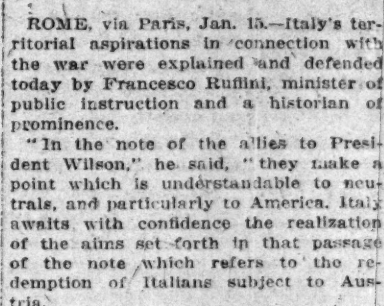 ROME, via Paris, Jan. 15.—Italy's ter-
ritorial aspirations in connection with
the war were explained and defended
today by Francesco Ruffini, minister of
public instruction and a historian of
prominence.
"In the note of the allies to Presi-
dent Wilson," he said, "they make a
point which is understandable to neu-
trals, and particularly to America. Italy
awaits with confidence the realization
of the aims set forth in that passage
of the note which refers to the re-
demption of Italians subject to Aus-
tria.